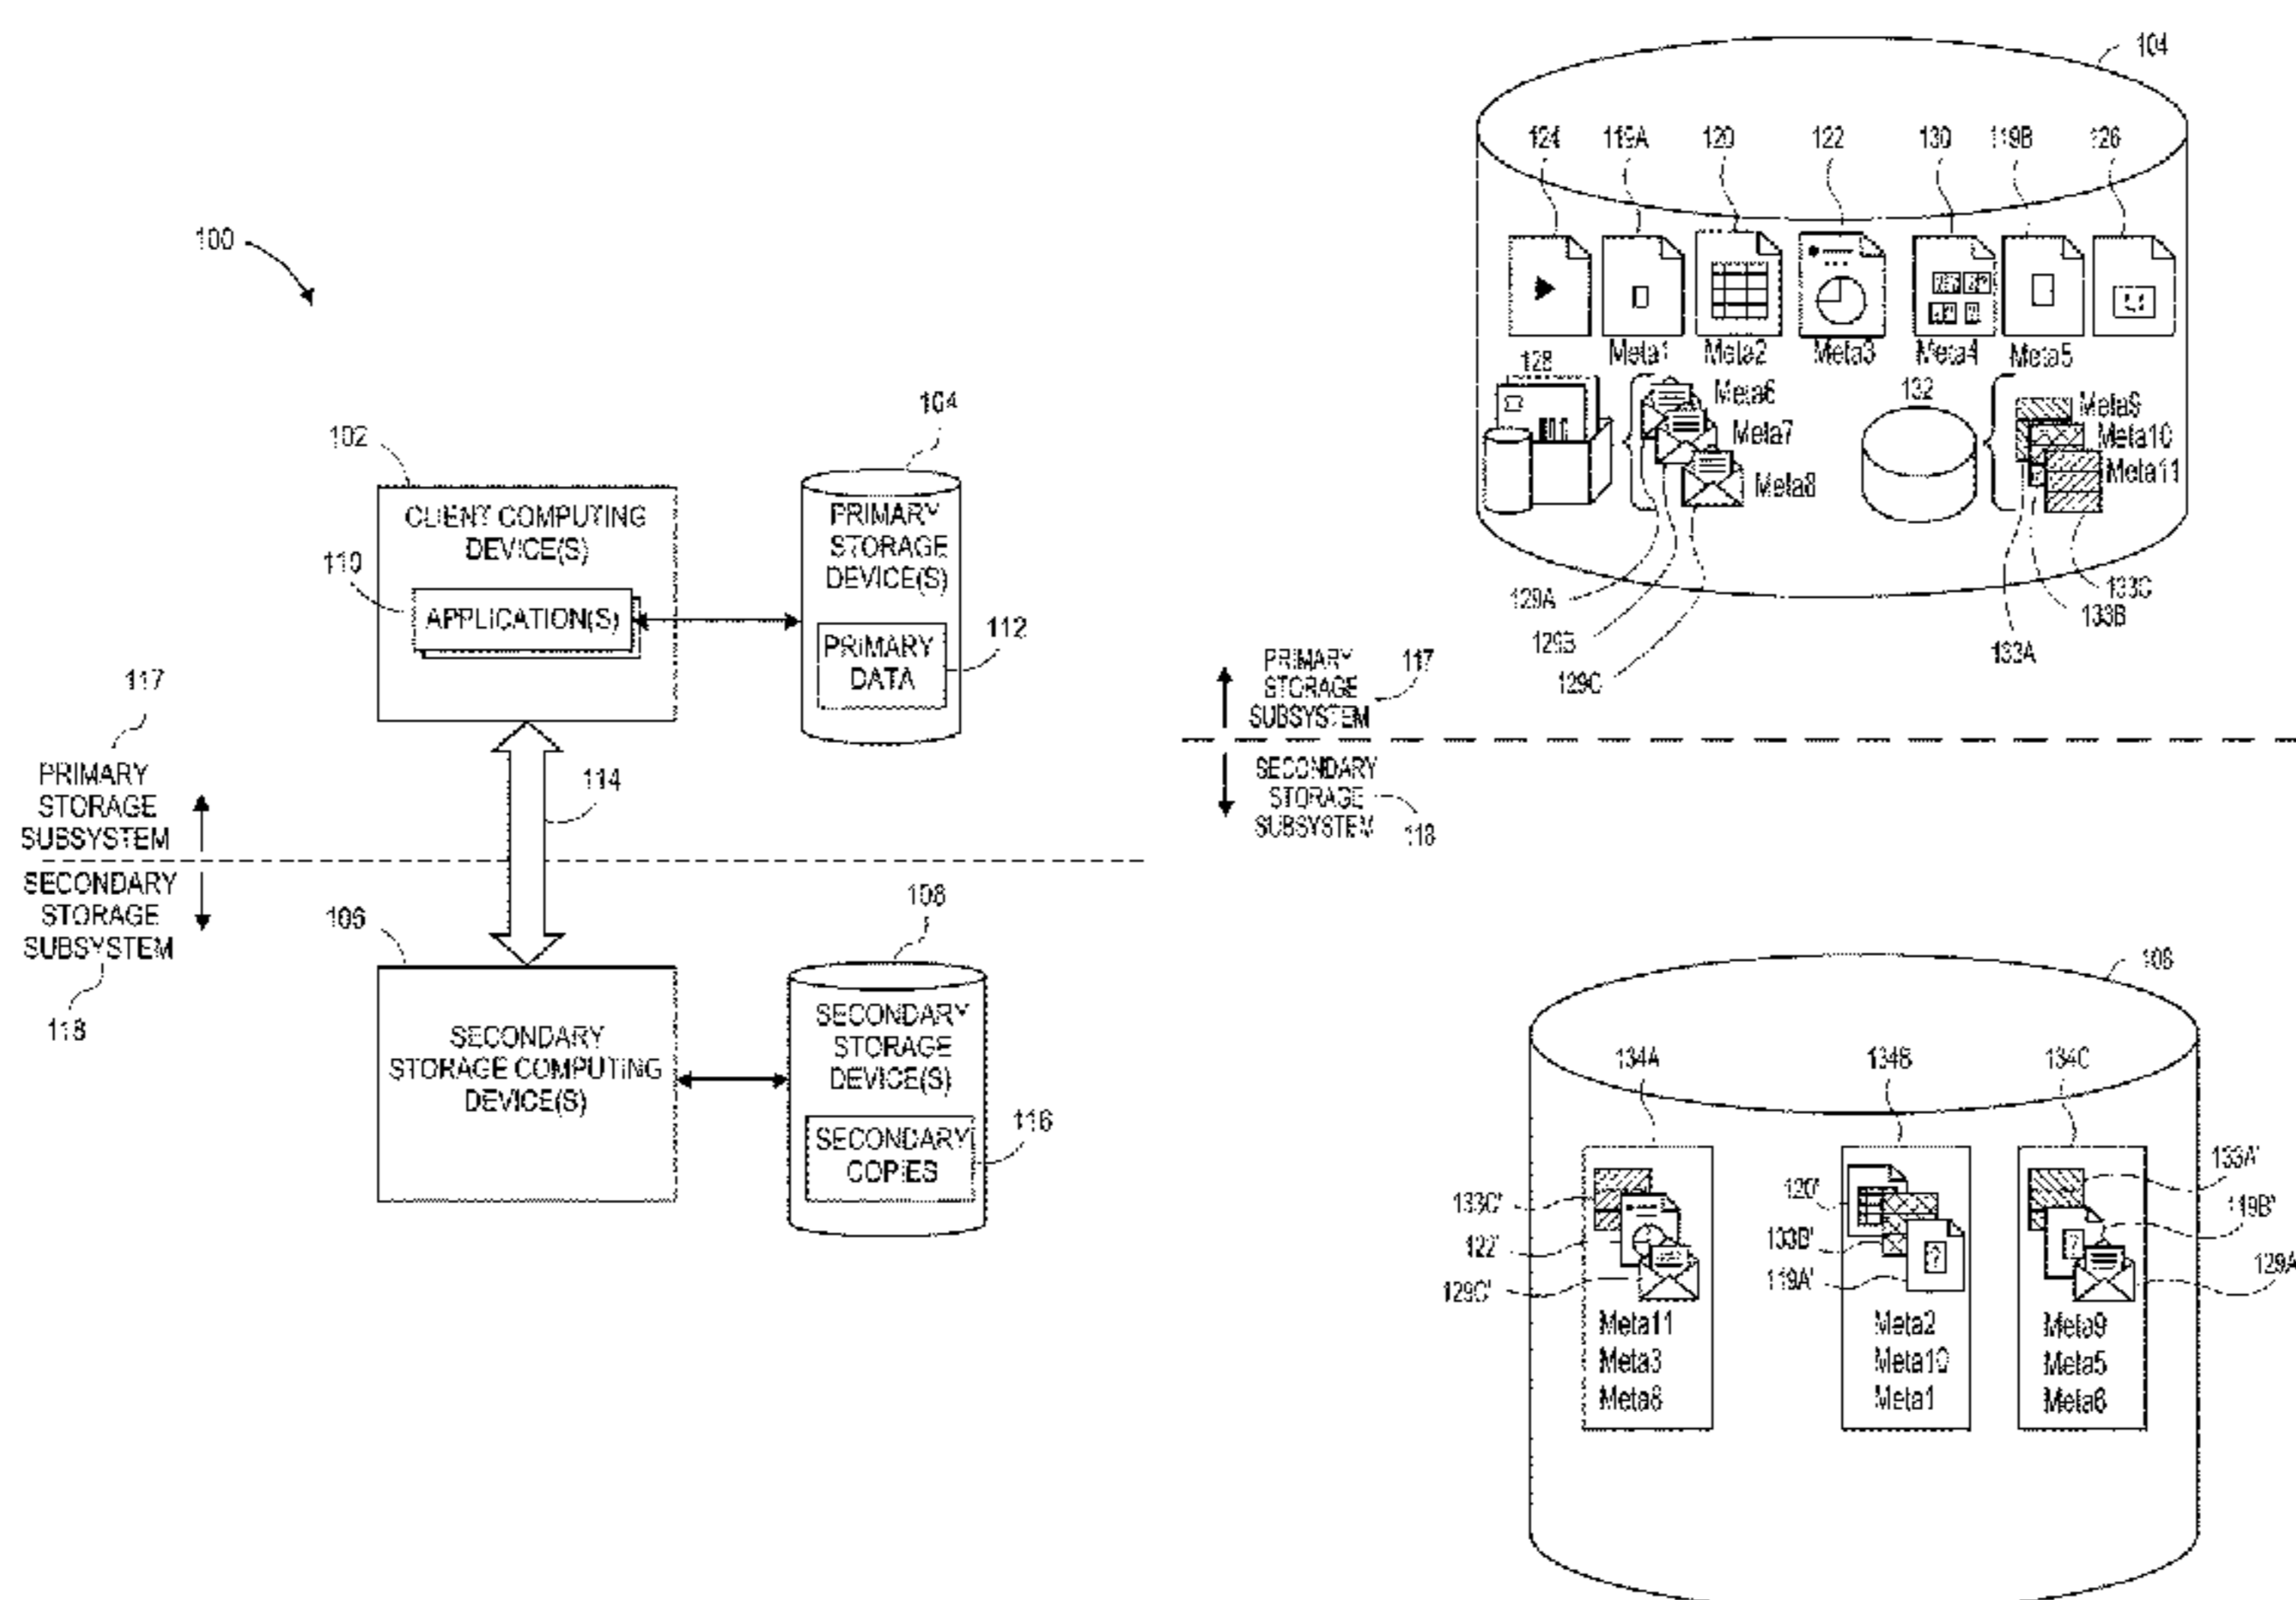 100
102
CLIENT COMPUTING
DEVICE(S)
110
APPLICATION(S)
104
PRIMARY
STORAGE
DEVICE(S)
PRIMARY
DATA
112
117
PRIMARY
STORAGE
SUBSYSTEM
114
SECONDARY
STORAGE
SUBSYSTEM
118
106
SECONDARY
STORAGE COMPUTING
DEVICE(S)
108
SECONDARY
STORAGE
DEVICE(S)
SECONDARY
COPIES
116
104
124 119A 120 122 130 119B 126
Meta1 Meta2 Meta3 Meta4 Meta5
128
Meta6
Meta7
Meta8
132
Meta9
Meta10
Meta11
129A
129B
129C
133C
133B
133A
PRIMARY
STORAGE
SUBSYSTEM
117
SECONDARY
STORAGE
SUBSYSTEM
118
108
134A 134B 134C
133C'
122'
129C'
Meta11
Meta3
Meta8
120'
133B'
119A'
?
Meta2
Meta10
Meta1
133A'
119B'
129A
?
Meta9
Meta5
Meta6